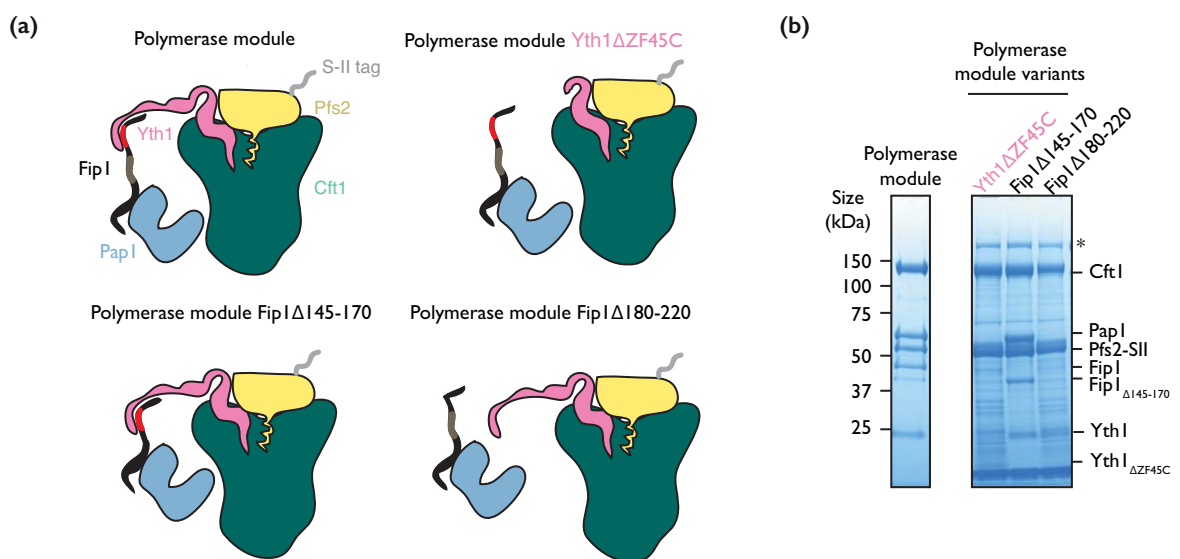 (a)
Polymerase module
S-II tag
Pfs2
Yth1
Fip1
Cft1
Pap1
Polymerase module Yth1ΔZF45C
Polymerase module Fip1Δ145-170
Polymerase module Fip1Δ180-220
(b)
Polymerase
module variants
Polymerase
module
Yth1ΔZF45C
Fip1Δ145-170
Fip1Δ180-220
Size
(kDa)
150
100
75
50
37
25
*
Cft1
Pap1
Pfs2-SII
Fip1
Fip1Δ145-170
Yth1
Yth1ΔZF45C